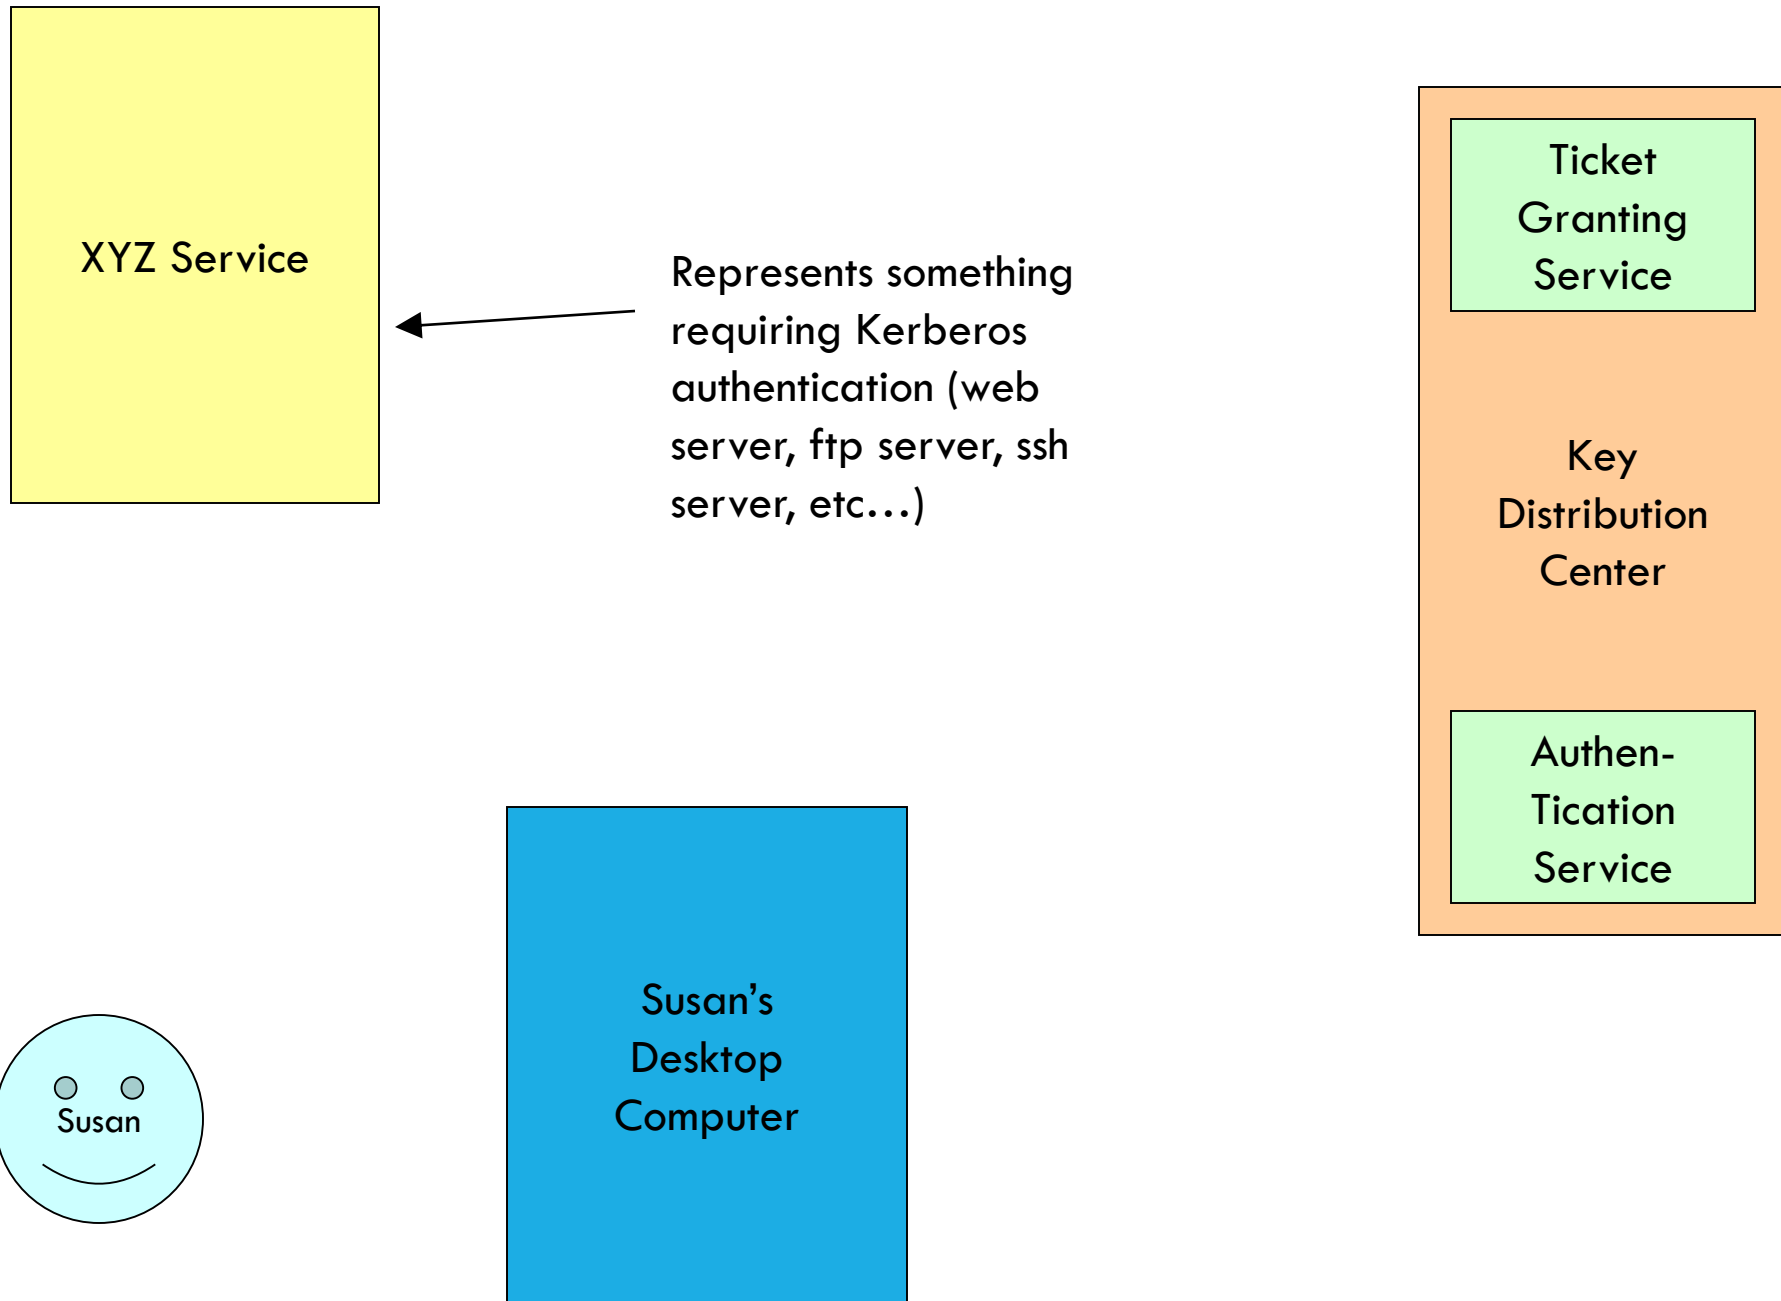 XYZ Service
Represents something
requiring Kerberos
authentication (web
server, ftp server, ssh
server, etc…)
Ticket
Granting
Service
Key
Distribution
Center
Authen-
Tication
Service
Susan’s
Desktop
Computer
Susan